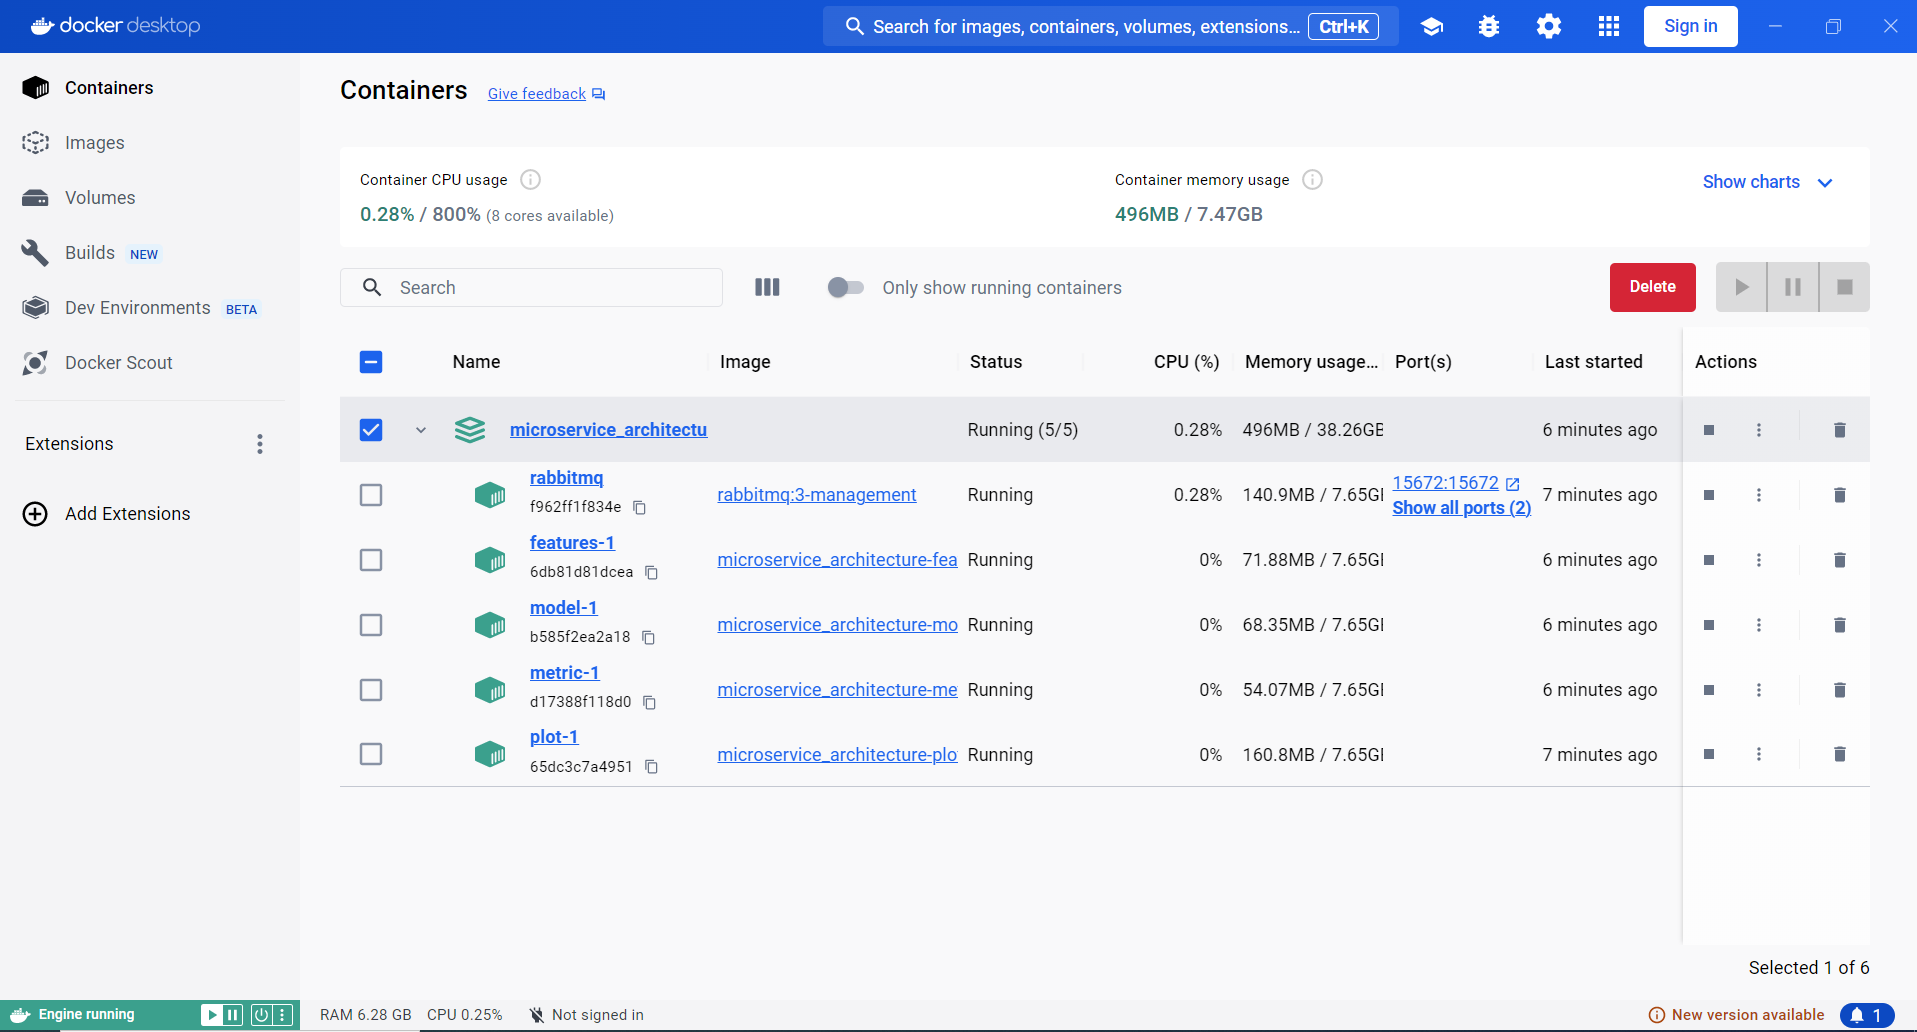 docker desktop
Search for images, containers, volumes, extensions... Ctrl+K
Sign in
Containers
Images
Volumes
Builds NEW
Dev Environments BETA
Docker Scout
Extensions
Add Extensions
Containers Give feedback
Container CPU usage
0.28% / 800% (8 cores available)
Container memory usage
496MB / 7.47GB
Show charts
Search
Only show running containers
Delete
Name Image Status CPU (%) Memory usage... Port(s) Last started Actions
microservice_architectu Running (5/5) 0.28% 496MB / 38.26GB 6 minutes ago
rabbitmq
f962ff1f834e
rabbitmq:3-management Running 0.28% 140.9MB / 7.65GI
15672:15672
Show all ports (2)
7 minutes ago
features-1
6db81d81dcea
microservice_architecture-fea Running 0% 71.88MB / 7.65GI 6 minutes ago
model-1
b585f2ea2a18
microservice_architecture-mo Running 0% 68.35MB / 7.65GI 6 minutes ago
metric-1
d17388f118d0
microservice_architecture-me Running 0% 54.07MB / 7.65GI 6 minutes ago
plot-1
65dc3c7a4951
microservice_architecture-plo Running 0% 160.8MB / 7.65GI 7 minutes ago
Selected 1 of 6
Engine running
RAM 6.28 GB CPU 0.25% Not signed in
New version available 1